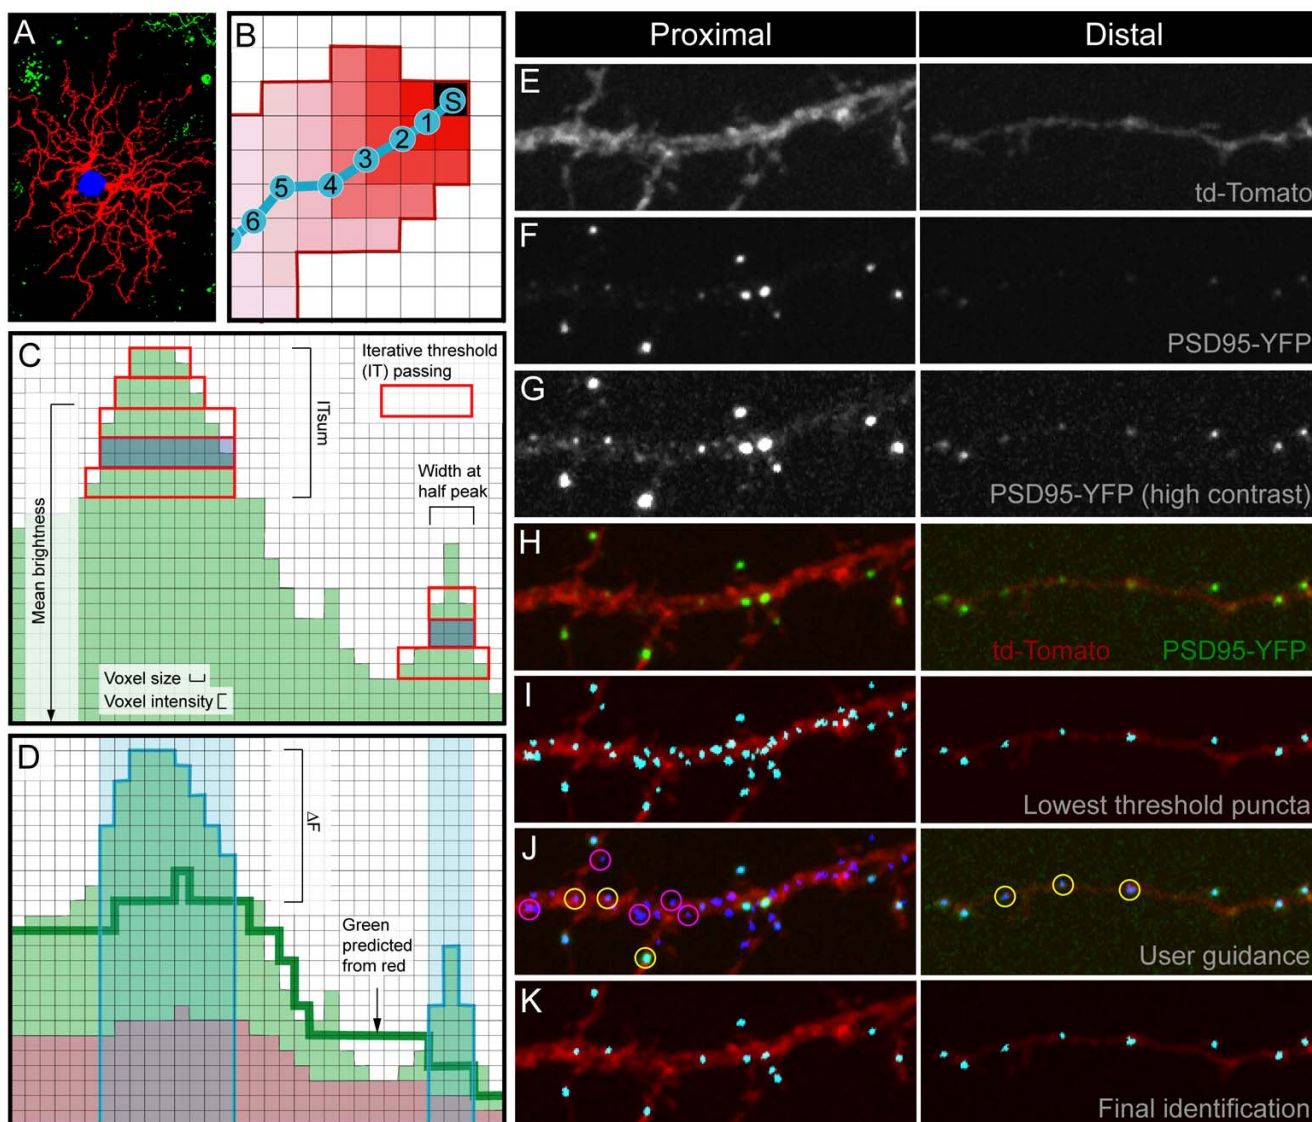 A
B
S
1
2
3
4
5
6
C
Iterative threshold
(IT) passing
ITsum
Width at
half peak
Mean brightness
Voxel size
Voxel intensity
D
ΔF
Green
predicted
from red
Proximal
Distal
E
td-Tomato
F
PSD95-YFP
G
PSD95-YFP (high contrast)
H
td-Tomato
PSD95-YFP
I
Lowest threshold puncta
J
User guidance
K
Final identification